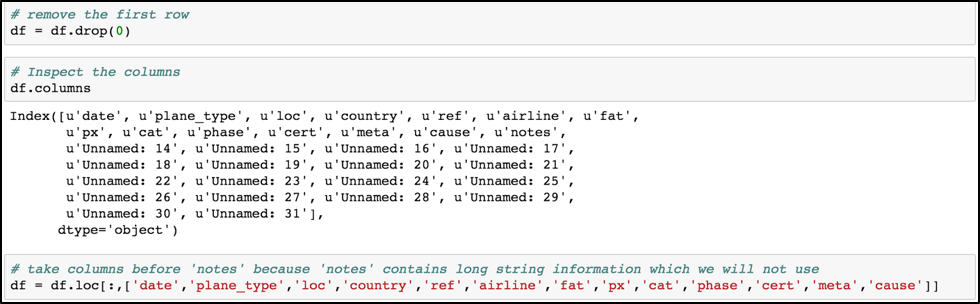 # remove the first row
df = df.drop(0)
# Inspect the columns
df.columns
Index([u'date', u'plane_type', u'loc', u'country', u'ref', u'airline', u'fat',
u'px', u'cat', u'phase', u'cert', u'meta', u'cause', u'notes',
u'Unnamed: 14', u'Unnamed: 15', u'Unnamed: 16', u'Unnamed: 17',
u'Unnamed: 18', u'Unnamed: 19', u'Unnamed: 20', u'Unnamed: 21',
u'Unnamed: 22', u'Unnamed: 23', u'Unnamed: 24', u'Unnamed: 25',
u'Unnamed: 26', u'Unnamed: 27', u'Unnamed: 28', u'Unnamed: 29',
u'Unnamed: 30', u'Unnamed: 31'],
dtype='object')
# take columns before 'notes' because 'notes' contains long string information which we will not use
df = df.loc[:,['date','plane_type','loc','country','ref','airline','fat','px','cat','phase','cert','meta','cause']]